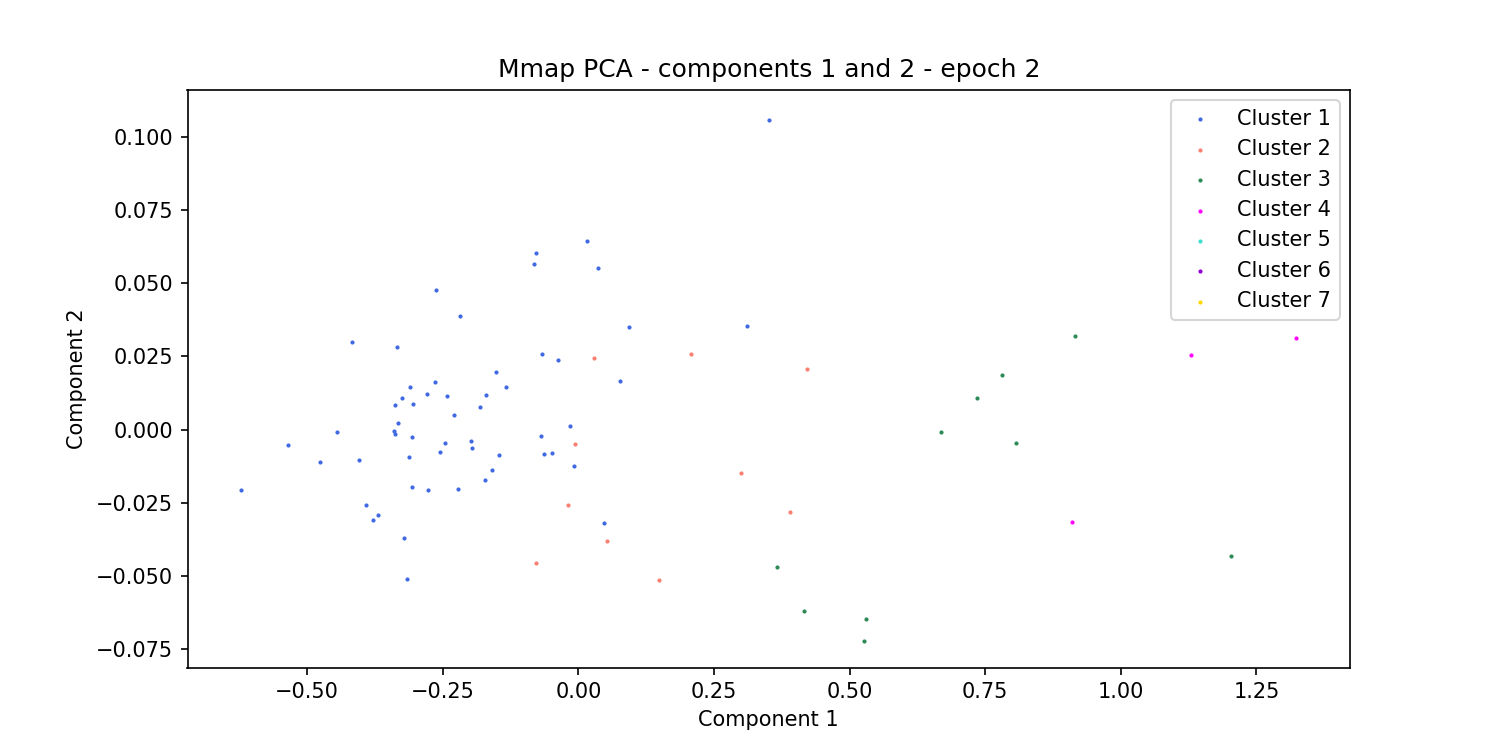 Mmap PCA - components 1 and 2 - epoch 2
Cluster 1
Cluster 2
Cluster 3
Cluster 4
Cluster 5
Cluster 6
Cluster 7
0.100
0.075
0.050
0.025
0.000
−0.025
−0.050
−0.075
Component 2
−0.50
−0.25
0.00
0.25
0.50
0.75
1.00
1.25
Component 1